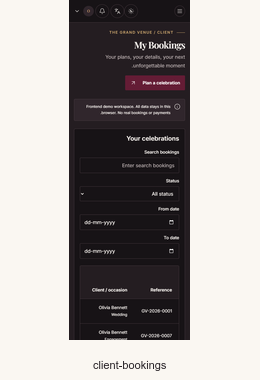 THE GRAND VENUE / CLIENT
My Bookings
Your plans, your details, your next
unforgettable moment.
Plan a celebration
Frontend demo workspace. All data stays in this
browser. No real bookings or payments.
Your celebrations
Search bookings
Enter search bookings
Status
All status
From date
dd-mm-yyyy
To date
dd-mm-yyyy
Client / occasion Reference
Olivia Bennett GV-2026-0001
Wedding
Olivia Bennett GV-2026-0007
client-bookings